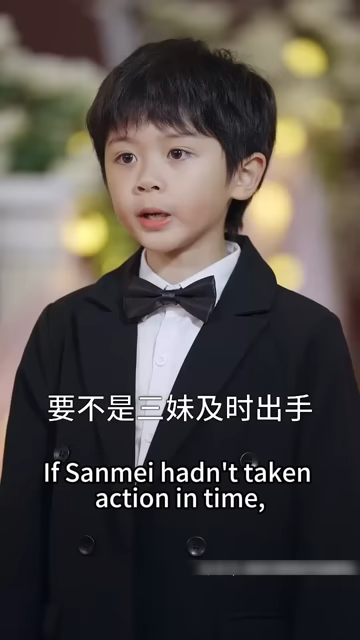 要不是三妹及时出手
If Sanmei hadn't taken
action in time,